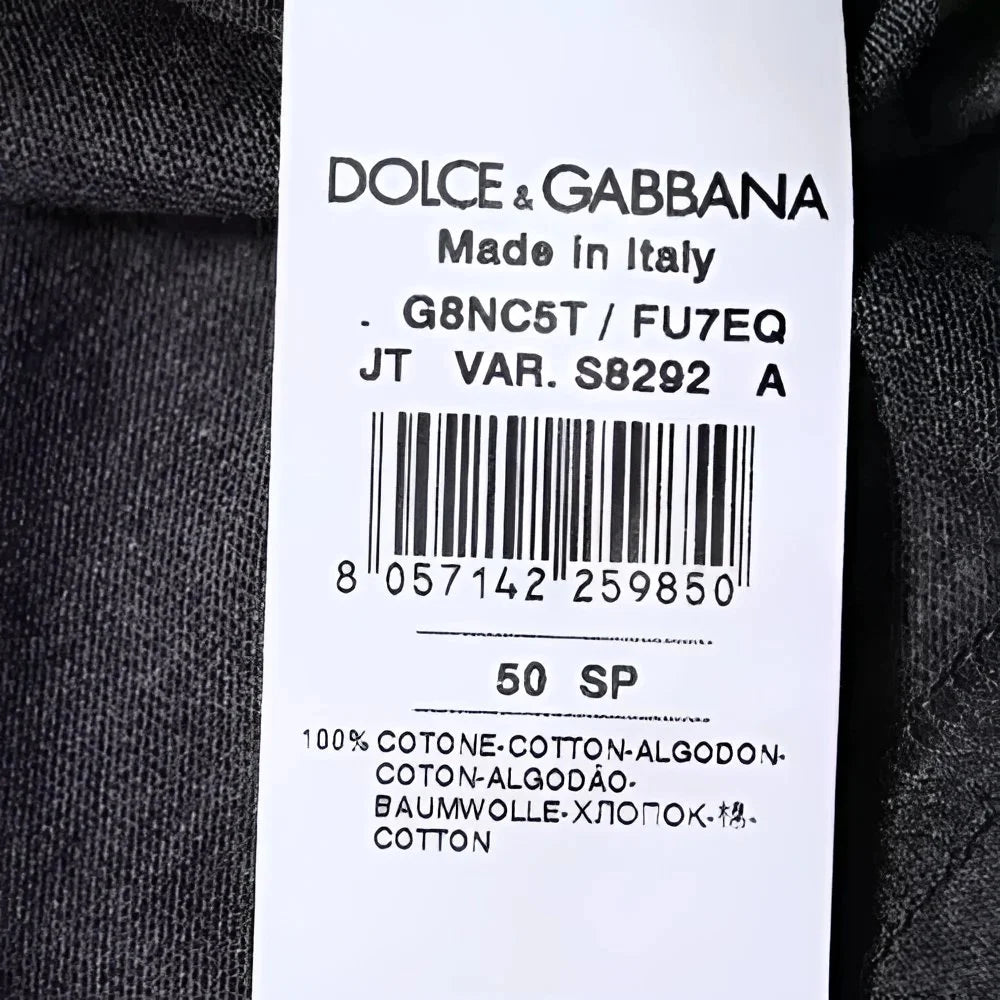 DOLCE & GABBANA
Made in Italy
. G8NC5T / FU7EQ
JT VAR. S8292 A
8 057142 259850
50 SP
100% COTONE-COTTON-ALGODON-
COTON-ALGODÃO-
BAUMWOLLE-ХЛОПОК-棉-
COTTON